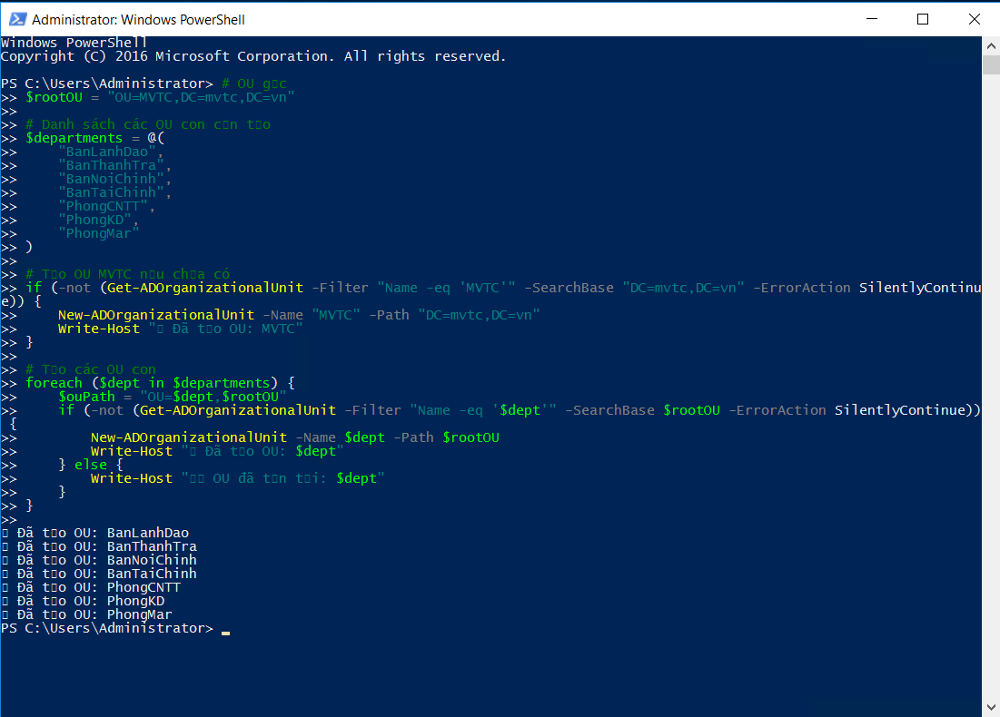 Administrator: Windows PowerShell
Windows PowerShell
Copyright (C) 2016 Microsoft Corporation. All rights reserved.
PS C:\Users\Administrator> # OU g▯c
>> $rootOU = "OU=MVTC,DC=mvtc,DC=vn"
>>
>> # Danh sách các OU con c▯n t▯o
>> $departments = @(
>>     "BanLanhDao",
>>     "BanThanhTra",
>>     "BanNoiChinh",
>>     "BanTaiChinh",
>>     "PhongCNTT",
>>     "PhongKD",
>>     "PhongMar"
>> )
>>
>> # T▯o OU MVTC n▯u ch▯a có
>> if (-not (Get-ADOrganizationalUnit -Filter "Name -eq 'MVTC'" -SearchBase "DC=mvtc,DC=vn" -ErrorAction SilentlyContinu
e)) {
>>     New-ADOrganizationalUnit -Name "MVTC" -Path "DC=mvtc,DC=vn"
>>     Write-Host "▯ Đã t▯o OU: MVTC"
>> }
>>
>> # T▯o các OU con
>> foreach ($dept in $departments) {
>>     $ouPath = "OU=$dept,$rootOU"
>>     if (-not (Get-ADOrganizationalUnit -Filter "Name -eq '$dept'" -SearchBase $rootOU -ErrorAction SilentlyContinue))
 {
>>         New-ADOrganizationalUnit -Name $dept -Path $rootOU
>>         Write-Host "▯ Đã t▯o OU: $dept"
>>     } else {
>>         Write-Host "▯▯ OU đã t▯n t▯i: $dept"
>>     }
>> }
>>
▯ Đã t▯o OU: BanLanhDao
▯ Đã t▯o OU: BanThanhTra
▯ Đã t▯o OU: BanNoiChinh
▯ Đã t▯o OU: BanTaiChinh
▯ Đã t▯o OU: PhongCNTT
▯ Đã t▯o OU: PhongKD
▯ Đã t▯o OU: PhongMar
PS C:\Users\Administrator>